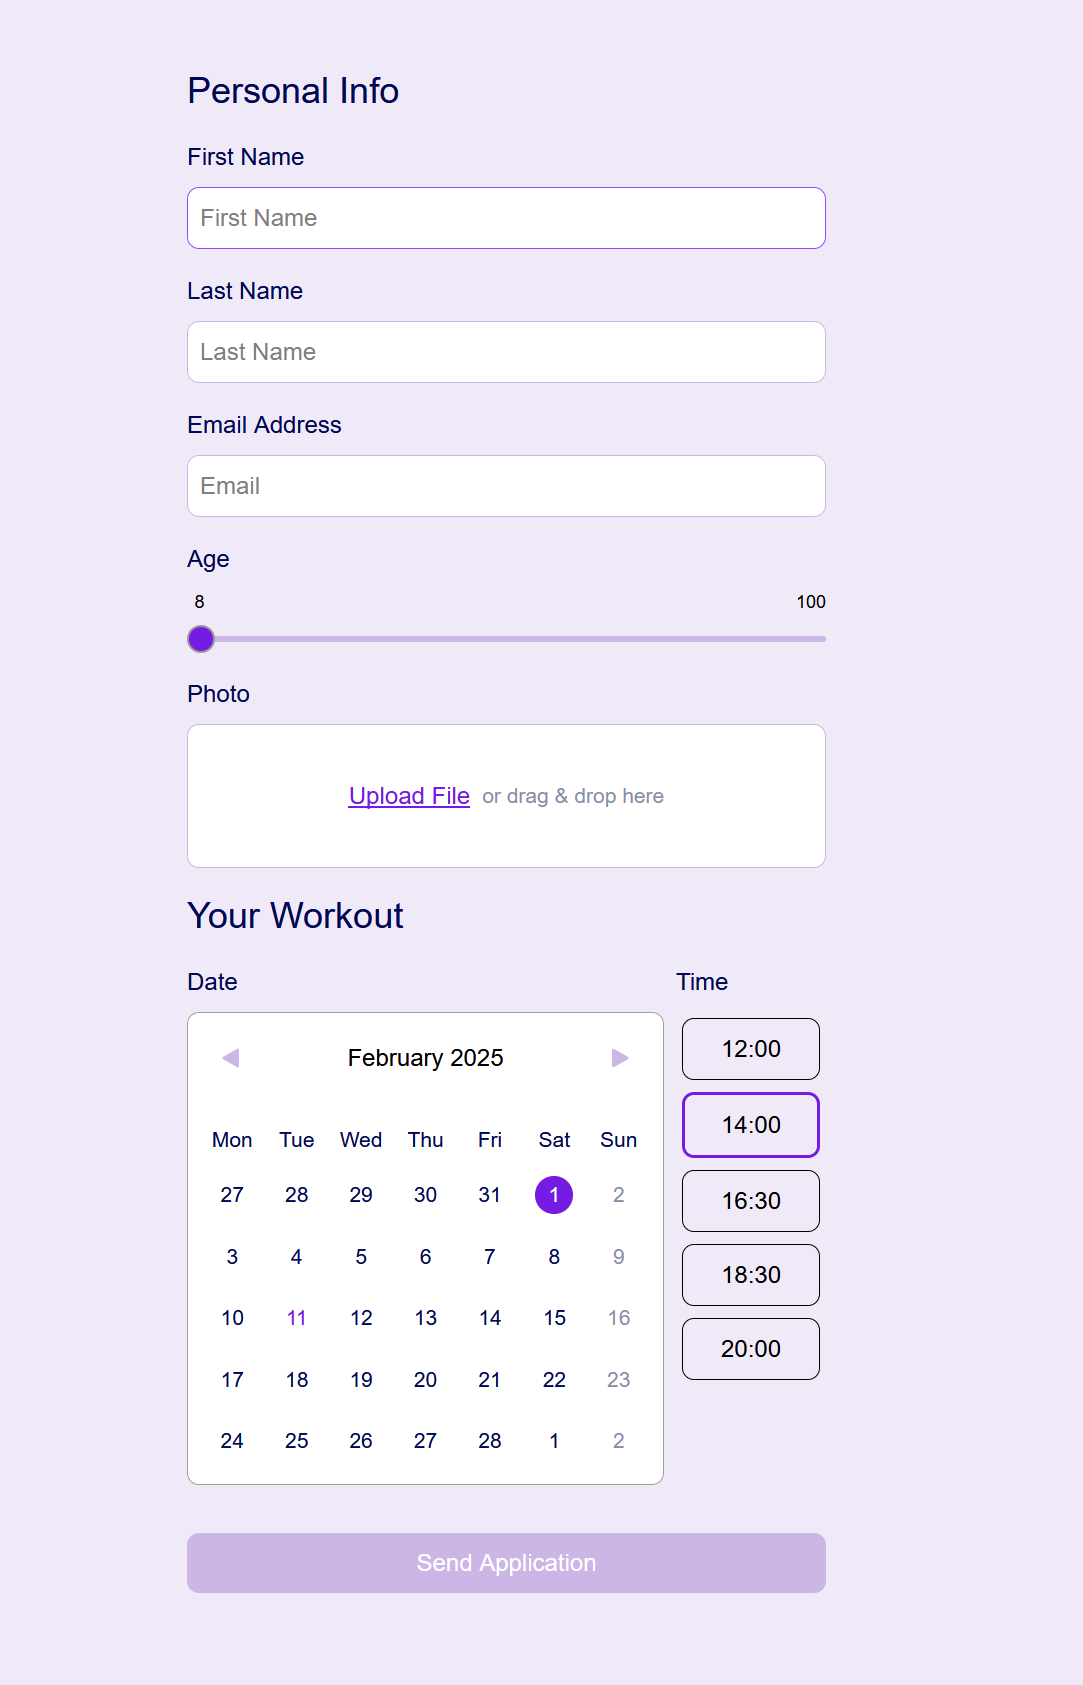 Personal Info
First Name
First Name
Last Name
Last Name
Email Address
Email
Age
8 100
Photo
Upload File or drag & drop here
Your Workout
Date
February 2025
Mon Tue Wed Thu Fri Sat Sun
27 28 29 30 31 1 2
3 4 5 6 7 8 9
10 11 12 13 14 15 16
17 18 19 20 21 22 23
24 25 26 27 28 1 2
Time
12:00
14:00
16:30
18:30
20:00
Send Application